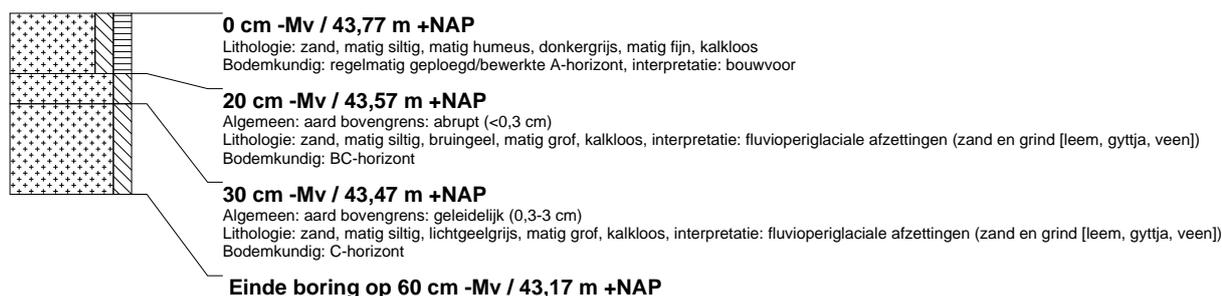 0 cm -Mv / 43,77 m +NAP
Lithologie: zand, matig siltig, matig humeus, donkergrijs, matig fijn, kalkloos
Bodemkundig: regelmatig geploegd/bewerkte A-horizont, interpretatie: bouwvoor
20 cm -Mv / 43,57 m +NAP
Algemeen: aard bovengrens: abrupt (<0,3 cm)
Lithologie: zand, matig siltig, bruingeel, matig grof, kalkloos, interpretatie: fluvioperiglaciale afzettingen (zand en grind [leem, gyttja, veen])
Bodemkundig: BC-horizont
30 cm -Mv / 43,47 m +NAP
Algemeen: aard bovengrens: geleidelijk (0,3-3 cm)
Lithologie: zand, matig siltig, lichtgeelgrijs, matig grof, kalkloos, interpretatie: fluvioperiglaciale afzettingen (zand en grind [leem, gyttja, veen])
Bodemkundig: C-horizont
Einde boring op 60 cm -Mv / 43,17 m +NAP